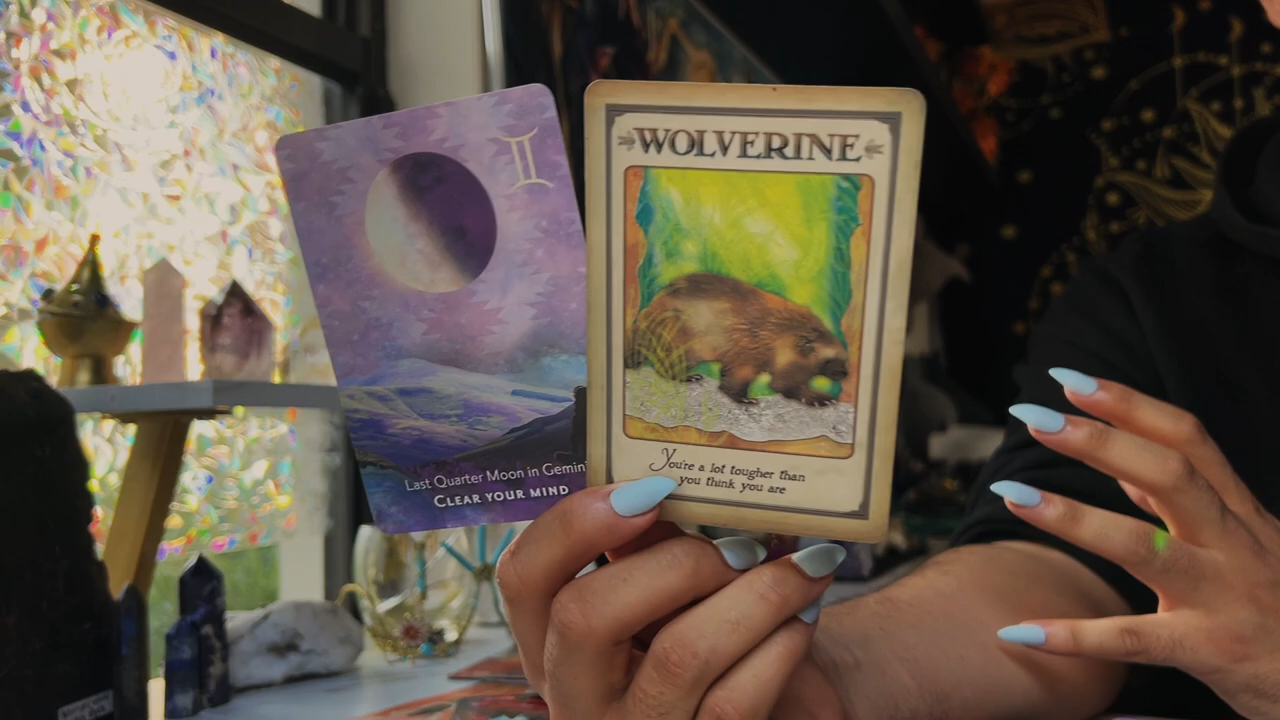 Last Quarter Moon in Gemin
CLEAR YOUR MIND
WOLVERINE
You're a lot tougher than
you think you are